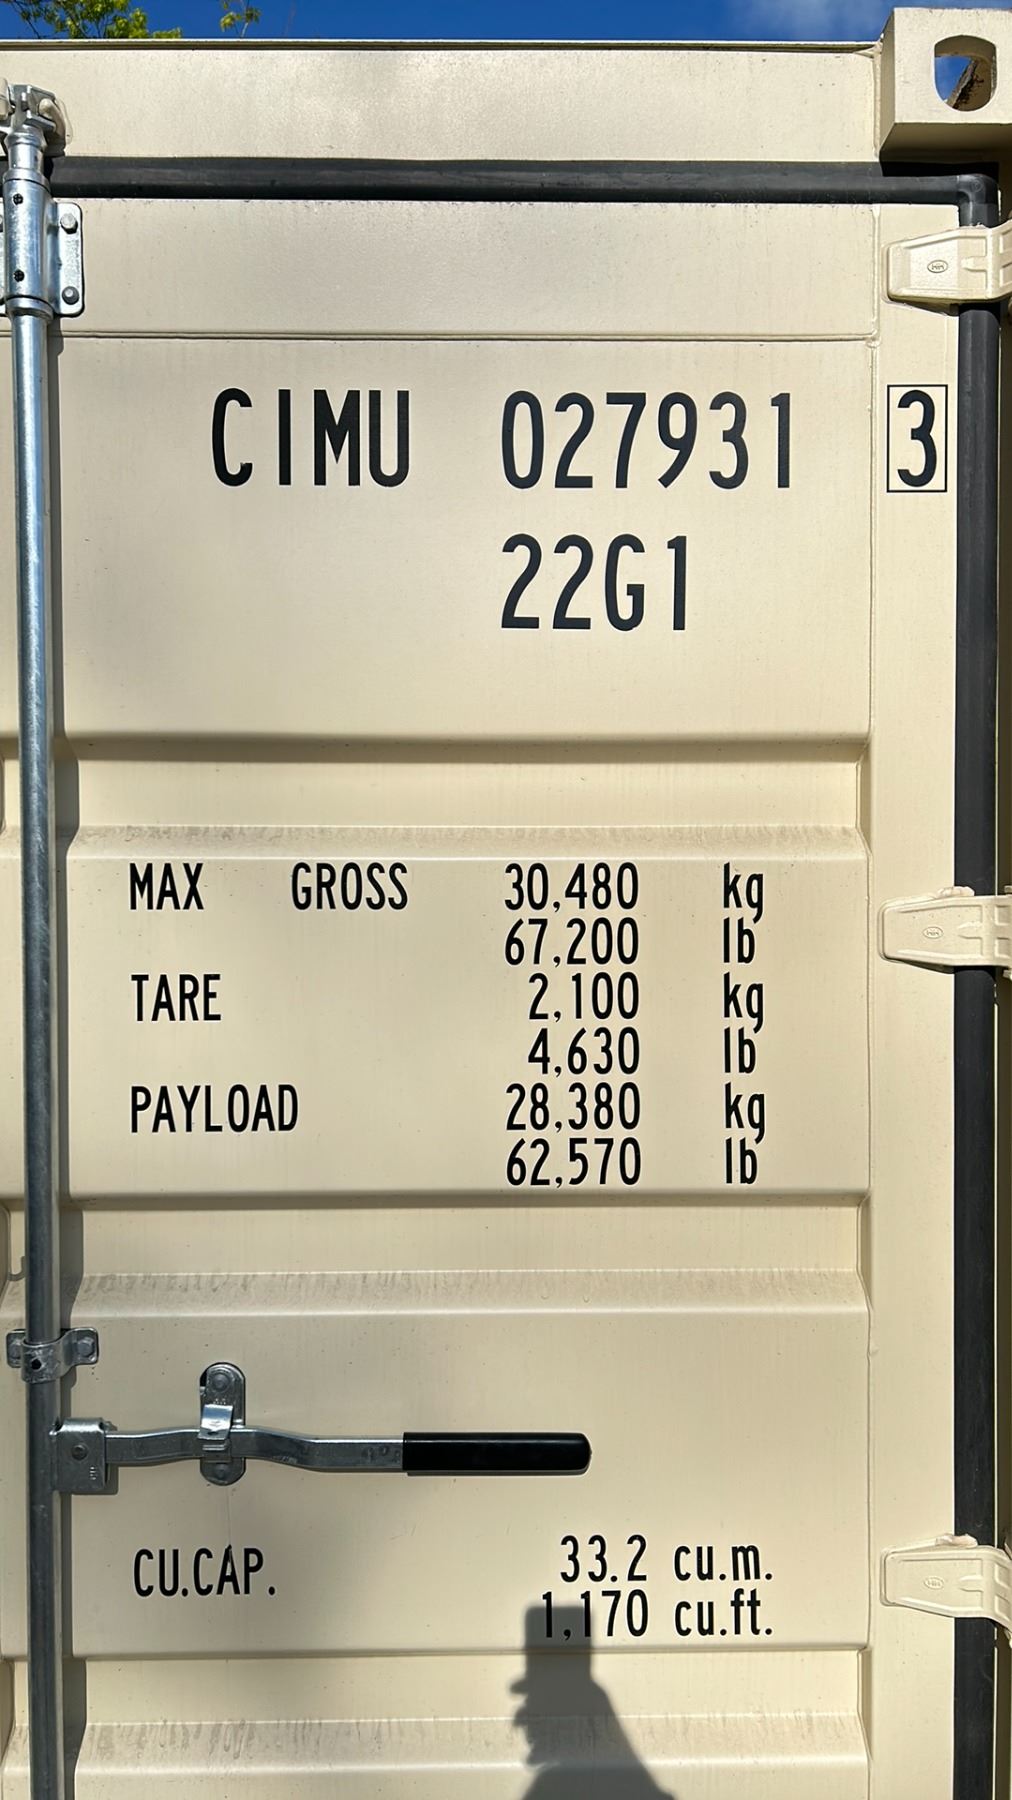 CIMU 027931 3
22G1
MAX GROSS 30,480 kg
67,200 lb
TARE 2,100 kg
4,630 lb
PAYLOAD 28,380 kg
62,570 lb
CU.CAP. 33.2 cu.m.
1,170 cu.ft.